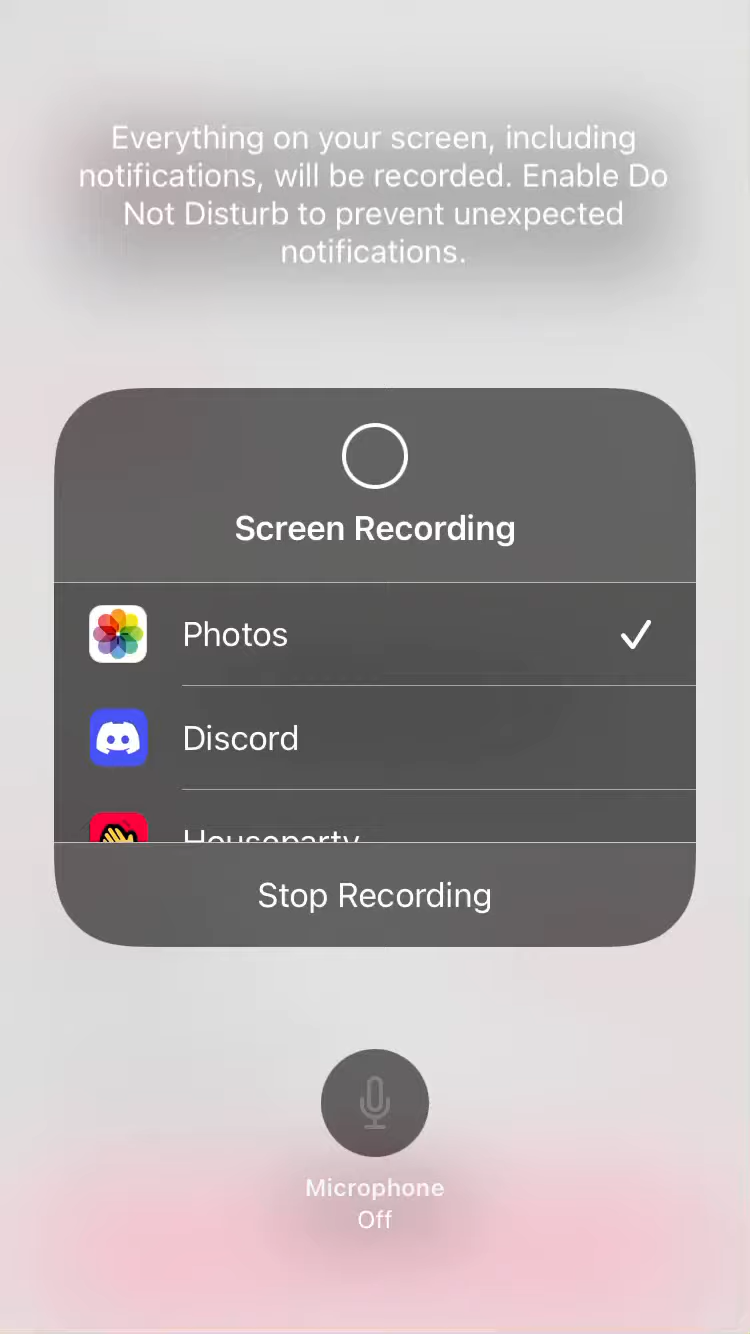 Everything on your screen, including
notifications, will be recorded. Enable Do
Not Disturb to prevent unexpected
notifications.
Screen Recording
Photos
Discord
Houseparty
Stop Recording
Microphone
Off